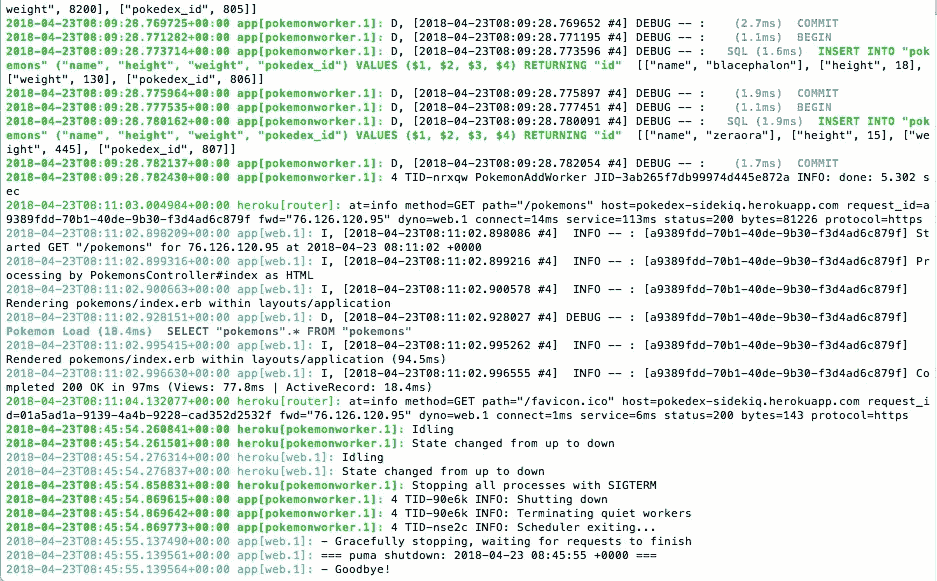 weight", 8200], ["pokedex_id", 805]]
2018-04-23T08:09:28.769725+00:00 app[pokemonworker.1]: D, [2018-04-23T08:09:28.769652 #4] DEBUG -- :    (2.7ms)  COMMIT
2018-04-23T08:09:28.771282+00:00 app[pokemonworker.1]: D, [2018-04-23T08:09:28.771195 #4] DEBUG -- :    (1.1ms)  BEGIN
2018-04-23T08:09:28.773714+00:00 app[pokemonworker.1]: D, [2018-04-23T08:09:28.773596 #4] DEBUG -- :   SQL (1.6ms)  INSERT INTO "pok
emons" ("name", "height", "weight", "pokedex_id") VALUES ($1, $2, $3, $4) RETURNING "id"  [["name", "blacephalon"], ["height", 18],
["weight", 130], ["pokedex_id", 806]]
2018-04-23T08:09:28.775964+00:00 app[pokemonworker.1]: D, [2018-04-23T08:09:28.775897 #4] DEBUG -- :    (1.9ms)  COMMIT
2018-04-23T08:09:28.777535+00:00 app[pokemonworker.1]: D, [2018-04-23T08:09:28.777451 #4] DEBUG -- :    (1.1ms)  BEGIN
2018-04-23T08:09:28.780162+00:00 app[pokemonworker.1]: D, [2018-04-23T08:09:28.780091 #4] DEBUG -- :   SQL (1.9ms)  INSERT INTO "pok
emons" ("name", "height", "weight", "pokedex_id") VALUES ($1, $2, $3, $4) RETURNING "id"  [["name", "zeraora"], ["height", 15], ["we
ight", 445], ["pokedex_id", 807]]
2018-04-23T08:09:28.782137+00:00 app[pokemonworker.1]: D, [2018-04-23T08:09:28.782054 #4] DEBUG -- :    (1.7ms)  COMMIT
2018-04-23T08:09:28.782430+00:00 app[pokemonworker.1]: 4 TID-nrxqw PokemonAddWorker JID-3ab265f7db99974d445e872a INFO: done: 5.302 s
ec
2018-04-23T08:11:03.004984+00:00 heroku[router]: at=info method=GET path="/pokemons" host=pokedex-sidekiq.herokuapp.com request_id=a
9389fdd-70b1-40de-9b30-f3d4ad6c879f fwd="76.126.120.95" dyno=web.1 connect=14ms service=113ms status=200 bytes=81226 protocol=https
2018-04-23T08:11:02.898209+00:00 app[web.1]: I, [2018-04-23T08:11:02.898086 #4]  INFO -- : [a9389fdd-70b1-40de-9b30-f3d4ad6c879f] St
arted GET "/pokemons" for 76.126.120.95 at 2018-04-23 08:11:02 +0000
2018-04-23T08:11:02.899316+00:00 app[web.1]: I, [2018-04-23T08:11:02.899216 #4]  INFO -- : [a9389fdd-70b1-40de-9b30-f3d4ad6c879f] Pr
ocessing by PokemonsController#index as HTML
2018-04-23T08:11:02.900663+00:00 app[web.1]: I, [2018-04-23T08:11:02.900578 #4]  INFO -- : [a9389fdd-70b1-40de-9b30-f3d4ad6c879f]
Rendering pokemons/index.erb within layouts/application
2018-04-23T08:11:02.928151+00:00 app[web.1]: D, [2018-04-23T08:11:02.928027 #4] DEBUG -- : [a9389fdd-70b1-40de-9b30-f3d4ad6c879f]
Pokemon Load (18.4ms)  SELECT "pokemons".* FROM "pokemons"
2018-04-23T08:11:02.995415+00:00 app[web.1]: I, [2018-04-23T08:11:02.995262 #4]  INFO -- : [a9389fdd-70b1-40de-9b30-f3d4ad6c879f]
Rendered pokemons/index.erb within layouts/application (94.5ms)
2018-04-23T08:11:02.996630+00:00 app[web.1]: I, [2018-04-23T08:11:02.996555 #4]  INFO -- : [a9389fdd-70b1-40de-9b30-f3d4ad6c879f] Co
mpleted 200 OK in 97ms (Views: 77.8ms | ActiveRecord: 18.4ms)
2018-04-23T08:11:04.132077+00:00 heroku[router]: at=info method=GET path="/favicon.ico" host=pokedex-sidekiq.herokuapp.com request_i
d=01a5ad1a-9139-4a4b-9228-cad352d2532f fwd="76.126.120.95" dyno=web.1 connect=1ms service=6ms status=200 bytes=143 protocol=https
2018-04-23T08:45:54.260841+00:00 heroku[pokemonworker.1]: Idling
2018-04-23T08:45:54.261501+00:00 heroku[pokemonworker.1]: State changed from up to down
2018-04-23T08:45:54.276314+00:00 heroku[web.1]: Idling
2018-04-23T08:45:54.276837+00:00 heroku[web.1]: State changed from up to down
2018-04-23T08:45:54.858831+00:00 heroku[pokemonworker.1]: Stopping all processes with SIGTERM
2018-04-23T08:45:54.869615+00:00 app[pokemonworker.1]: 4 TID-90e6k INFO: Shutting down
2018-04-23T08:45:54.869642+00:00 app[pokemonworker.1]: 4 TID-90e6k INFO: Terminating quiet workers
2018-04-23T08:45:54.869773+00:00 app[pokemonworker.1]: 4 TID-nse2c INFO: Scheduler exiting...
2018-04-23T08:45:55.137490+00:00 app[web.1]: - Gracefully stopping, waiting for requests to finish
2018-04-23T08:45:55.139561+00:00 app[web.1]: === puma shutdown: 2018-04-23 08:45:55 +0000 ===
2018-04-23T08:45:55.139564+00:00 app[web.1]: - Goodbye!